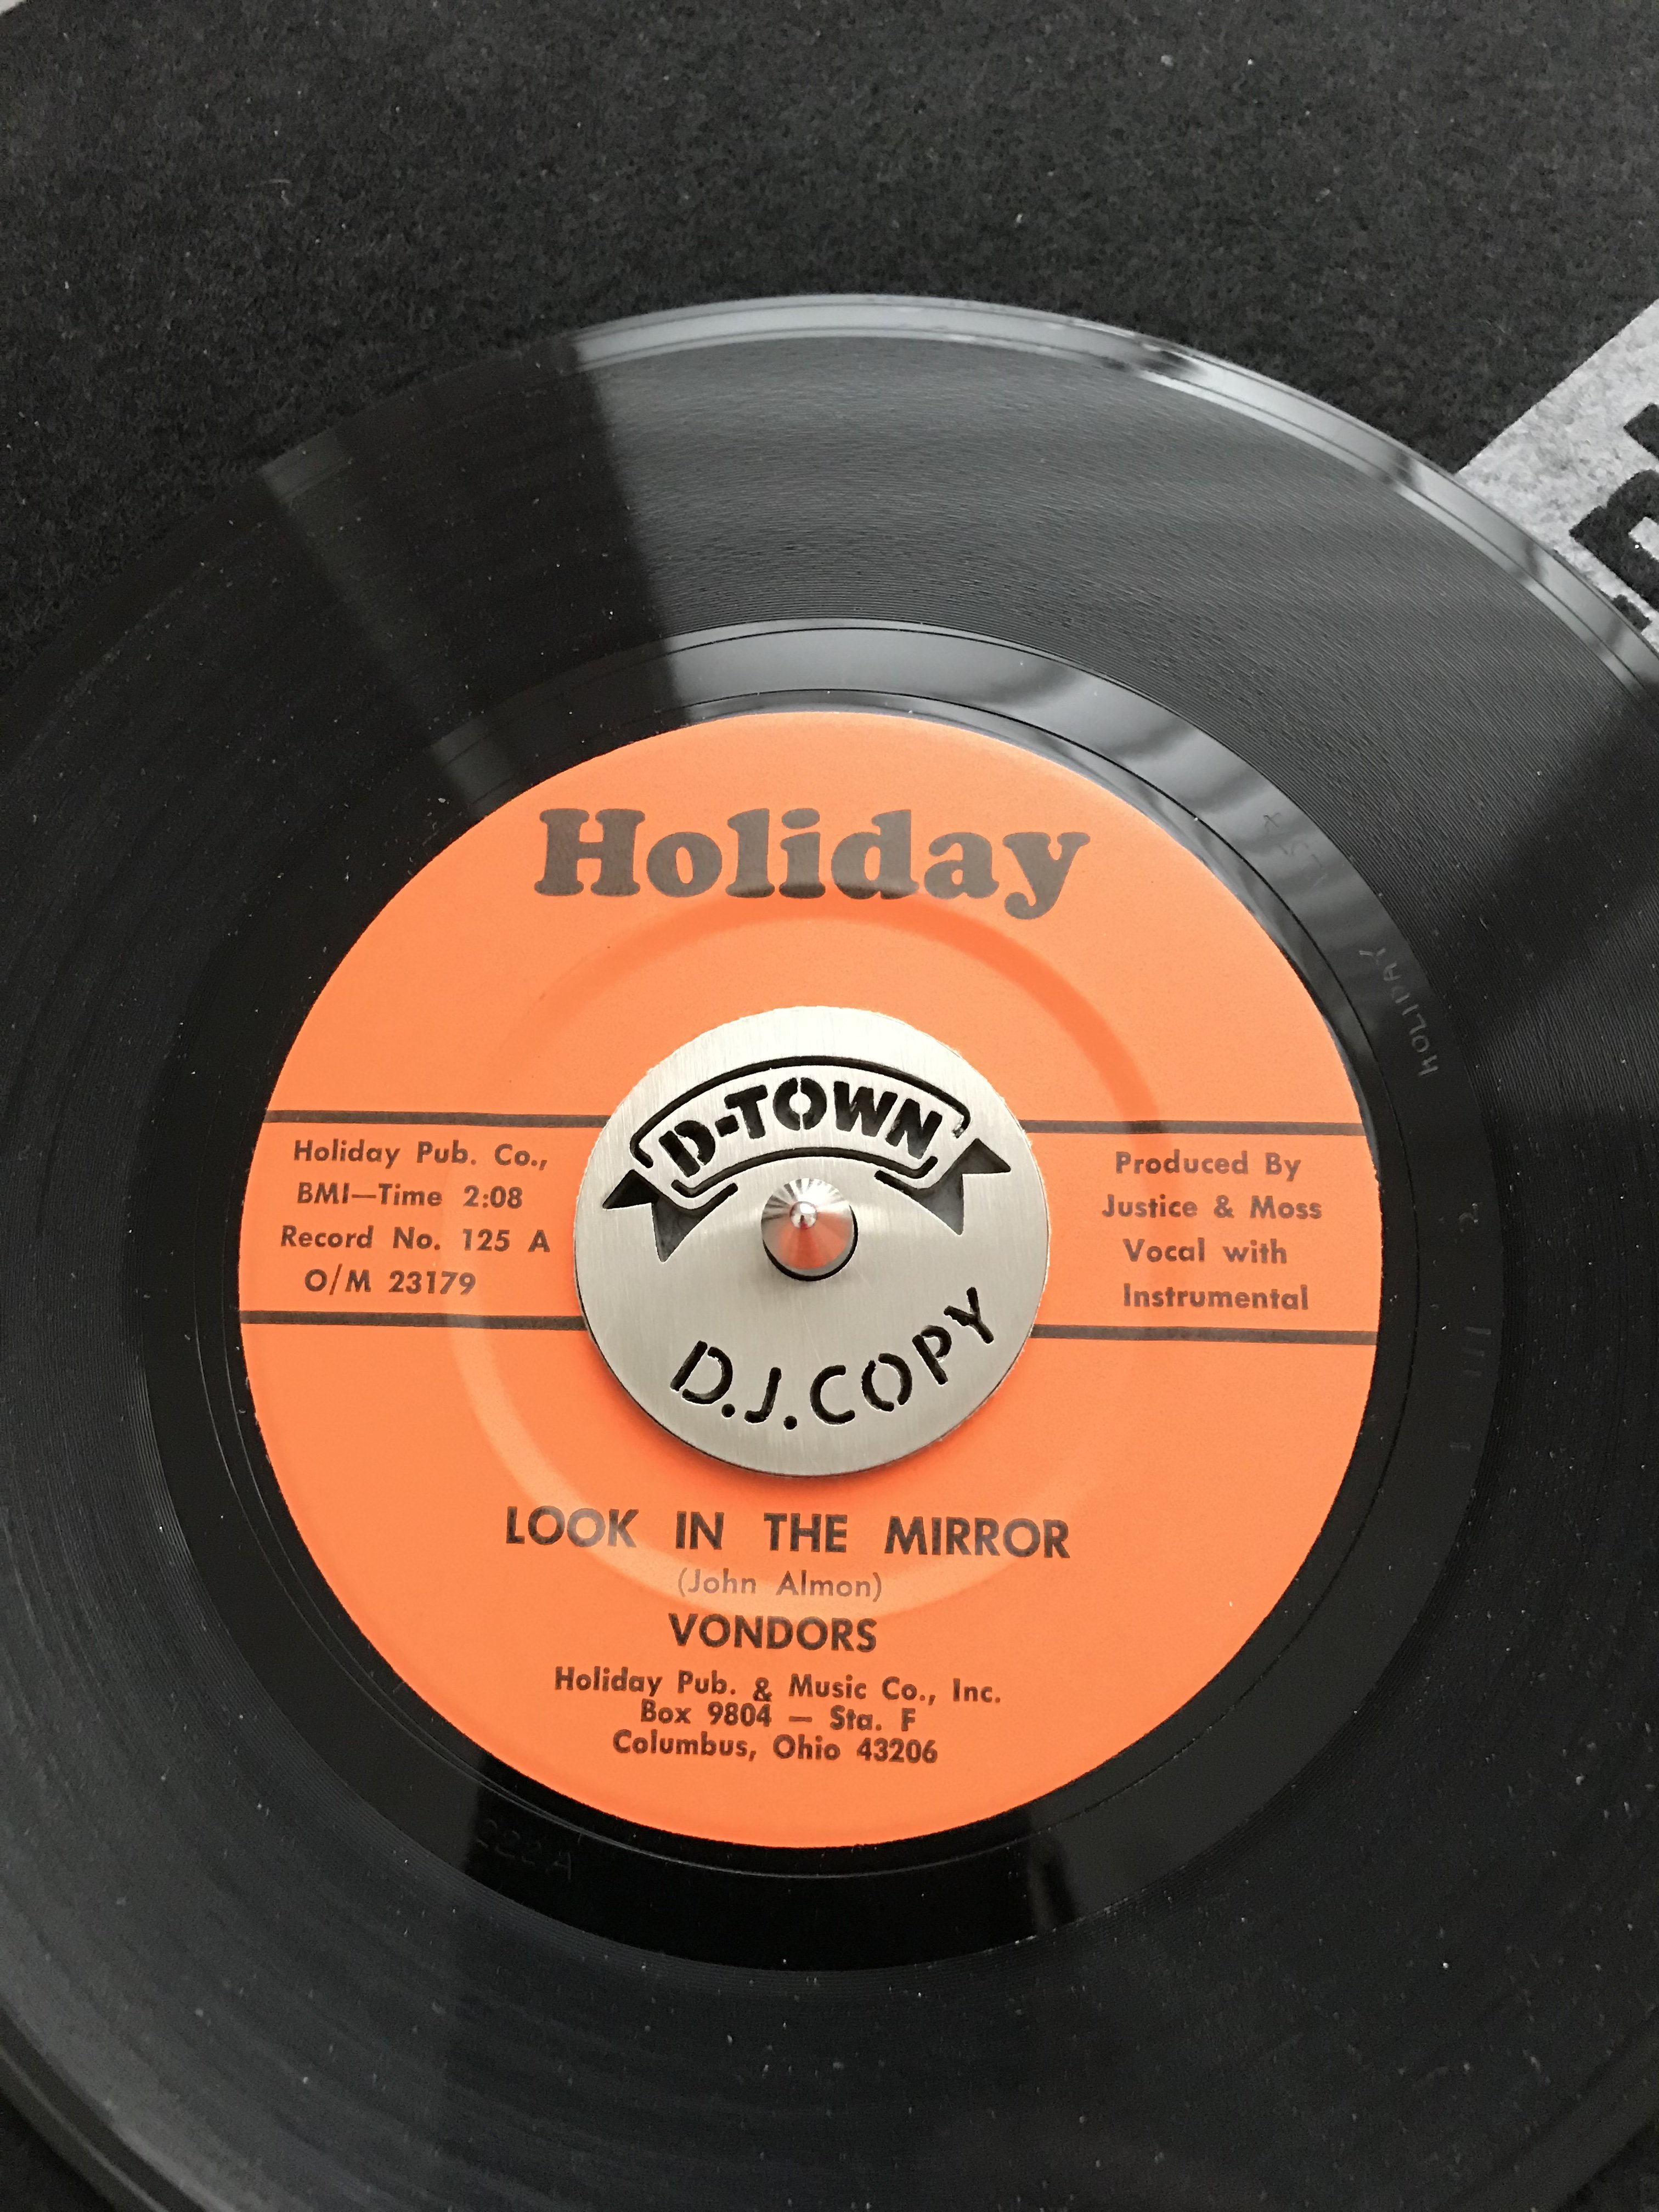 Holiday
Holiday Pub. Co.,
BMI—Time 2:08
Record No. 125 A
O/M 23179
D-TOWN
D.J. COPY
Produced By
Justice & Moss
Vocal with
Instrumental
LOOK IN THE MIRROR
(John Almon)
VONDORS
Holiday Pub. & Music Co., Inc.
Box 9804 — Sta. F
Columbus, Ohio 43206
HOLIDAY